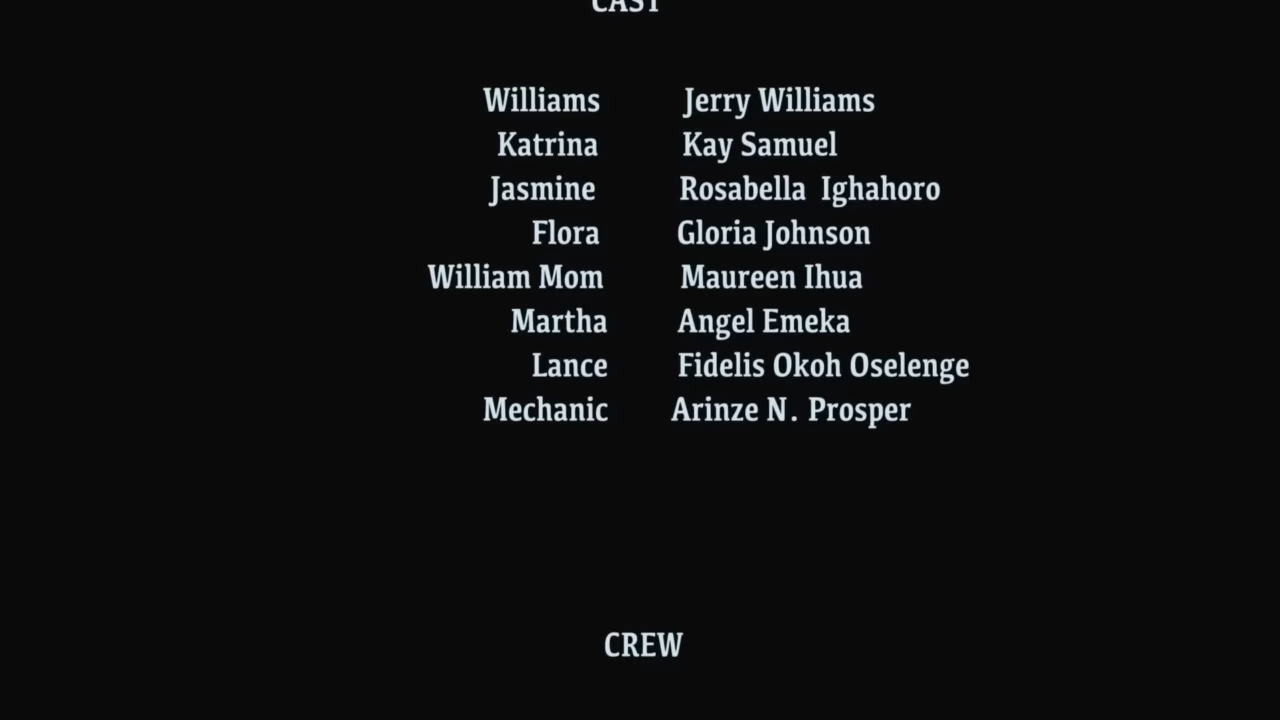 CAST
Williams Jerry Williams
Katrina Kay Samuel
Jasmine Rosabella Ighahoro
Flora Gloria Johnson
William Mom Maureen Ihua
Martha Angel Emeka
Lance Fidelis Okoh Oselenge
Mechanic Arinze N. Prosper
CREW